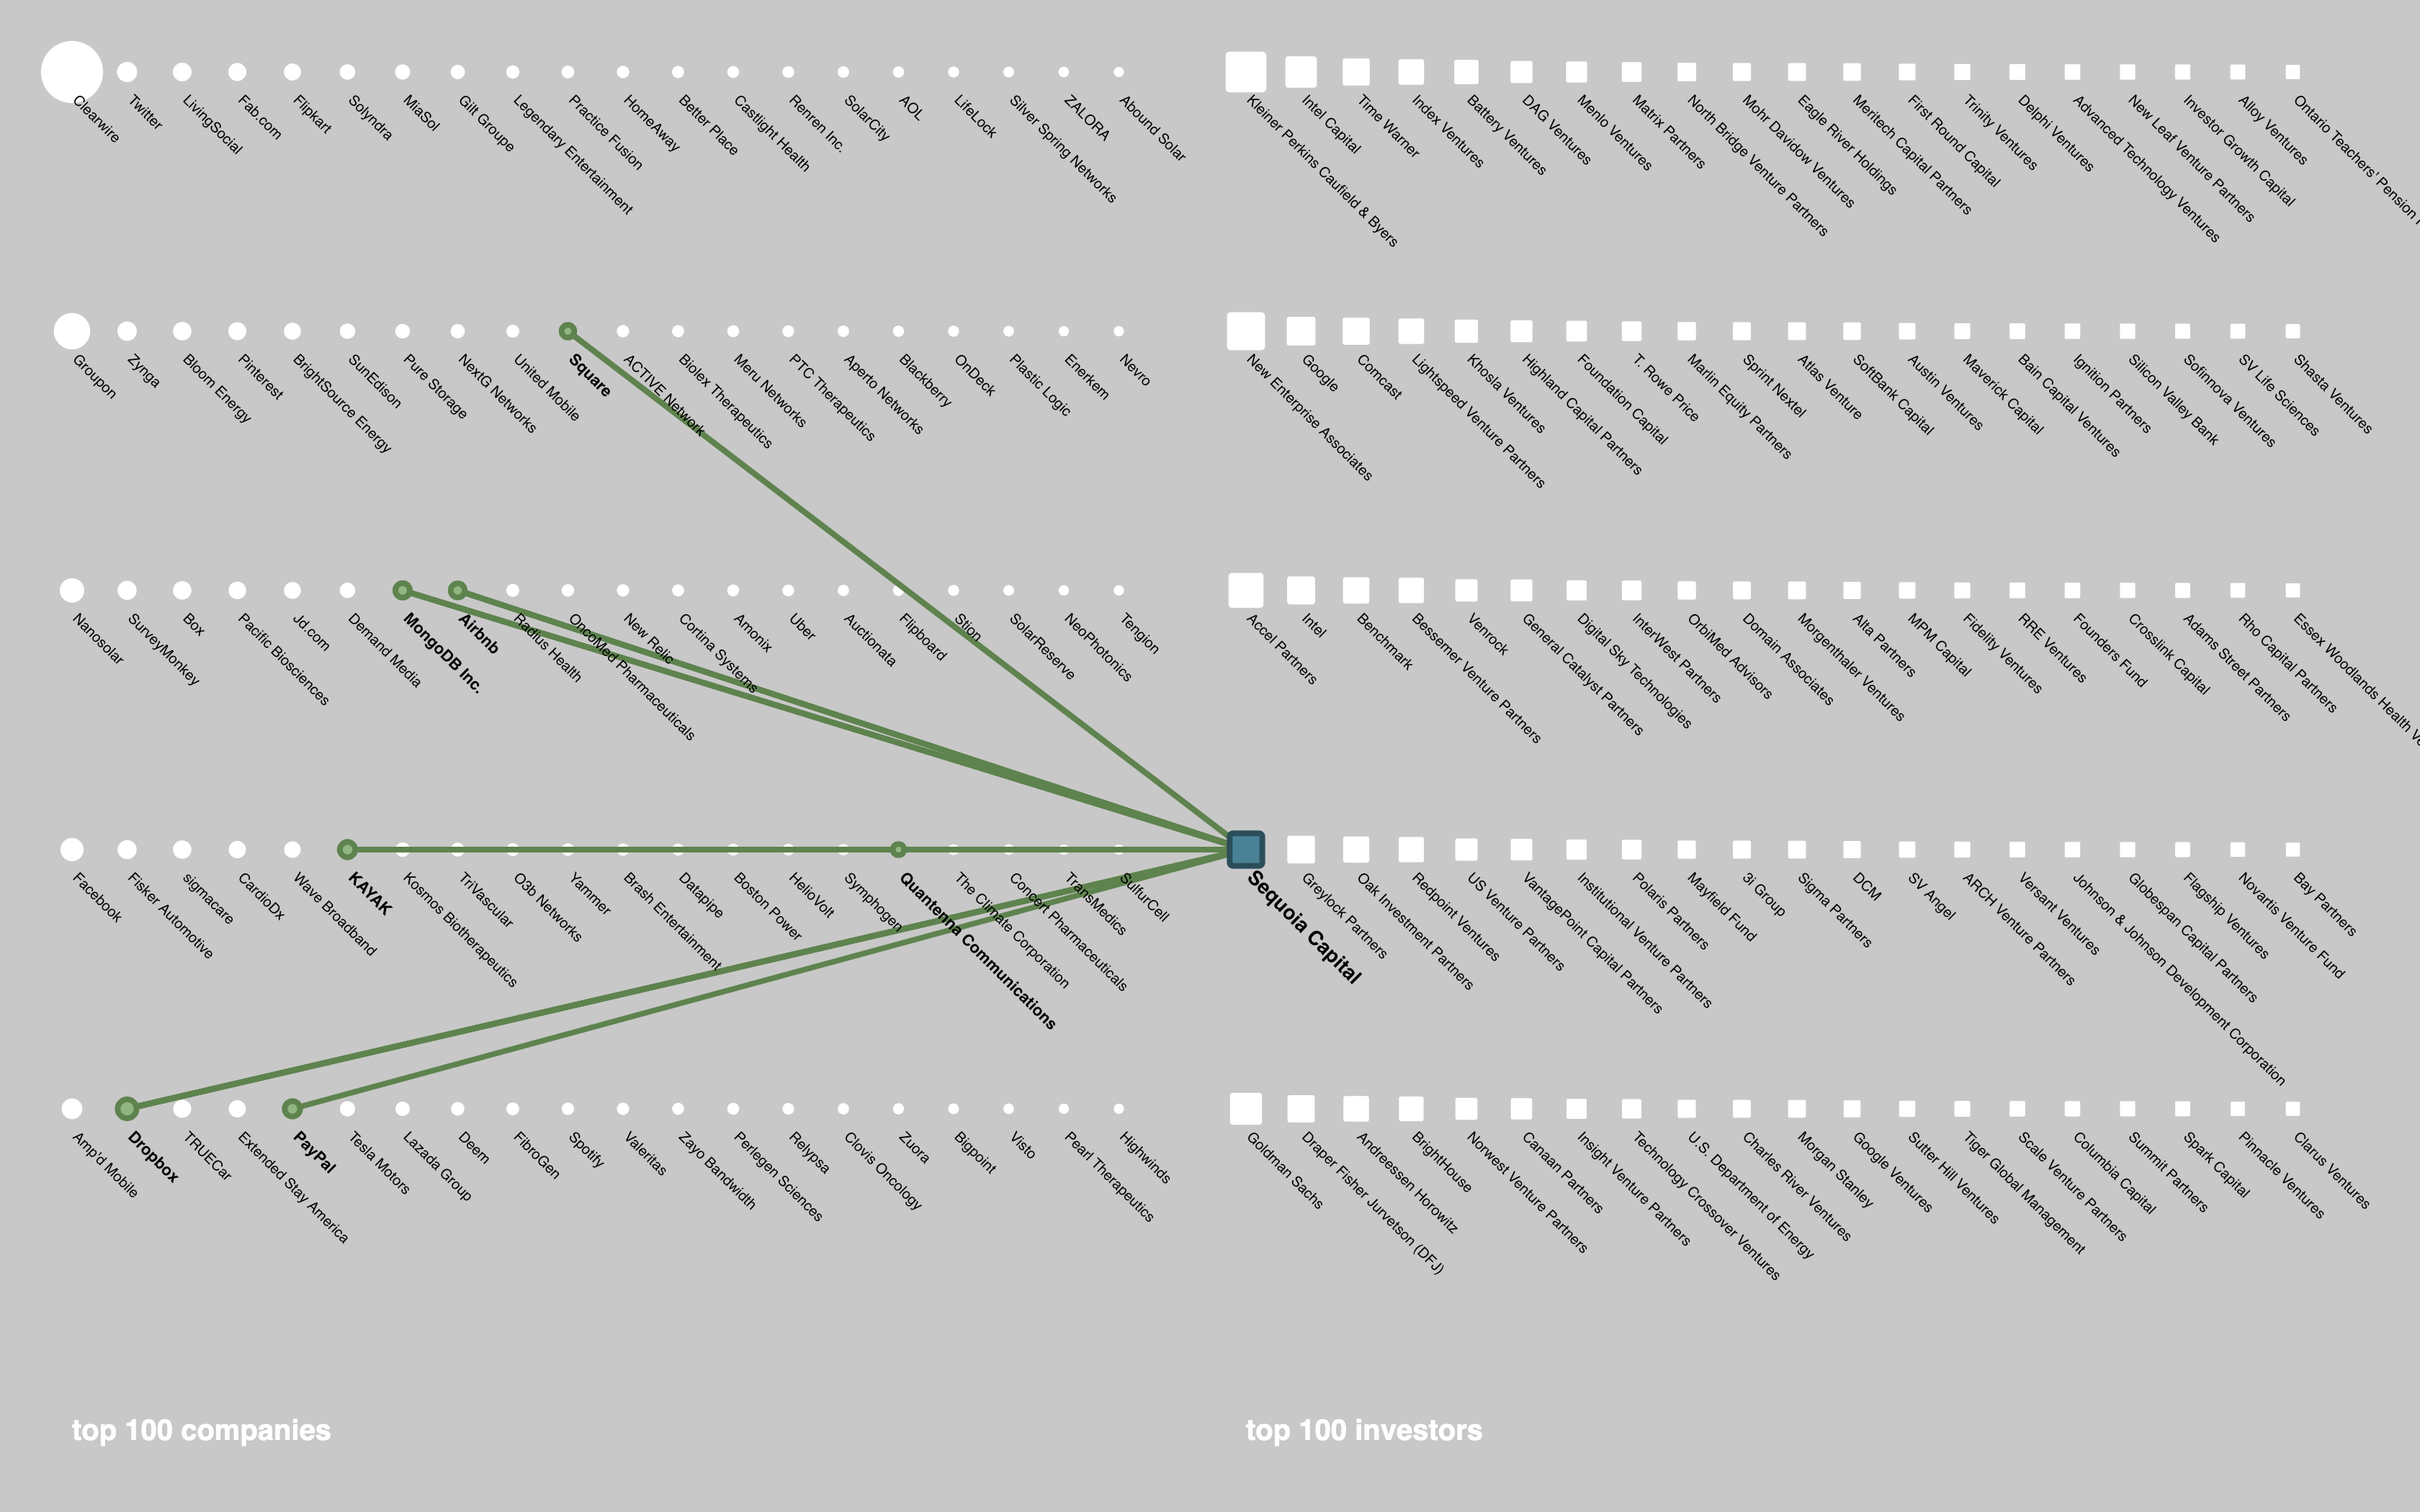 Clearwire
Twitter
LivingSocial
Fab.com
Flipkart
Solyndra
MiaSol
Gilt Groupe
Legendary Entertainment
Practice Fusion
HomeAway
Better Place
Castlight Health
Renren Inc.
SolarCity
AOL
LifeLock
Silver Spring Networks
ZALORA
Abound Solar
Kleiner Perkins Caufield & Byers
Intel Capital
Time Warner
Index Ventures
Battery Ventures
DAG Ventures
Menlo Ventures
Matrix Partners
North Bridge Venture Partners
Mohr Davidow Ventures
Eagle River Holdings
Meritech Capital Partners
First Round Capital
Trinity Ventures
Delphi Ventures
Advanced Technology Ventures
New Leaf Venture Partners
Investor Growth Capital
Alloy Ventures
Ontario Teachers' Pension
Groupon
Zynga
Bloom Energy
Pinterest
BrightSource Energy
SunEdison
Pure Storage
NextG Networks
United Mobile
Square
ACTIVE Network
Biolex Therapeutics
Meru Networks
PTC Therapeutics
Aperto Networks
Blackberry
OnDeck
Plastic Logic
Enerkem
Nevro
New Enterprise Associates
Google
Comcast
Lightspeed Venture Partners
Khosla Ventures
Highland Capital Partners
Foundation Capital
T. Rowe Price
Marlin Equity Partners
Sprint Nextel
Atlas Venture
SoftBank Capital
Austin Ventures
Maverick Capital
Bain Capital Ventures
Ignition Partners
Silicon Valley Bank
Sofinnova Ventures
SV Life Sciences
Shasta Ventures
Nanosolar
SurveyMonkey
Box
Pacific Biosciences
Jd.com
Demand Media
MongoDB Inc.
Airbnb
Radius Health
OncoMed Pharmaceuticals
New Relic
Cortina Systems
Amonix
Uber
Auctionata
Flipboard
Stion
SolarReserve
NeoPhotonics
Tengion
Accel Partners
Intel
Benchmark
Bessemer Venture Partners
Venrock
General Catalyst Partners
Digital Sky Technologies
InterWest Partners
OrbiMed Advisors
Domain Associates
Morgenthaler Ventures
Alta Partners
MPM Capital
Fidelity Ventures
RRE Ventures
Founders Fund
Crosslink Capital
Adams Street Partners
Rho Capital Partners
Essex Woodlands Health
Facebook
Fisker Automotive
sigmacare
CardioDx
Wave Broadband
KAYAK
Kosmos Biotherapeutics
TriVascular
O3b Networks
Yammer
Brash Entertainment
Datapipe
Boston Power
HelioVolt
Symphogen
Quantenna Communications
The Climate Corporation
Concert Pharmaceuticals
TransMedics
SulfurCell
Sequoia Capital
Greylock Partners
Oak Investment Partners
Redpoint Ventures
US Venture Partners
VantagePoint Capital Partners
Institutional Venture Partners
Polaris Partners
Mayfield Fund
3i Group
Sigma Partners
DCM
SV Angel
ARCH Venture Partners
Versant Ventures
Johnson & Johnson Development Corporation
Globespan Capital Partners
Flagship Ventures
Novartis Venture Fund
Bay Partners
Amp'd Mobile
Dropbox
TRUECar
Extended Stay America
PayPal
Tesla Motors
Lazada Group
Deem
FibroGen
Spotify
Valeritas
Zayo Bandwidth
Perlegen Sciences
Relypsa
Clovis Oncology
Zuora
Bigpoint
Visto
Pearl Therapeutics
Highwinds
Goldman Sachs
Draper Fisher Jurvetson (DFJ)
Andreessen Horowitz
BrightHouse
Norwest Venture Partners
Canaan Partners
Insight Venture Partners
Technology Crossover Ventures
U.S. Department of Energy
Charles River Ventures
Morgan Stanley
Google Ventures
Sutter Hill Ventures
Tiger Global Management
Scale Venture Partners
Columbia Capital
Summit Partners
Spark Capital
Pinnacle Ventures
Clarus Ventures
top 100 companies
top 100 investors